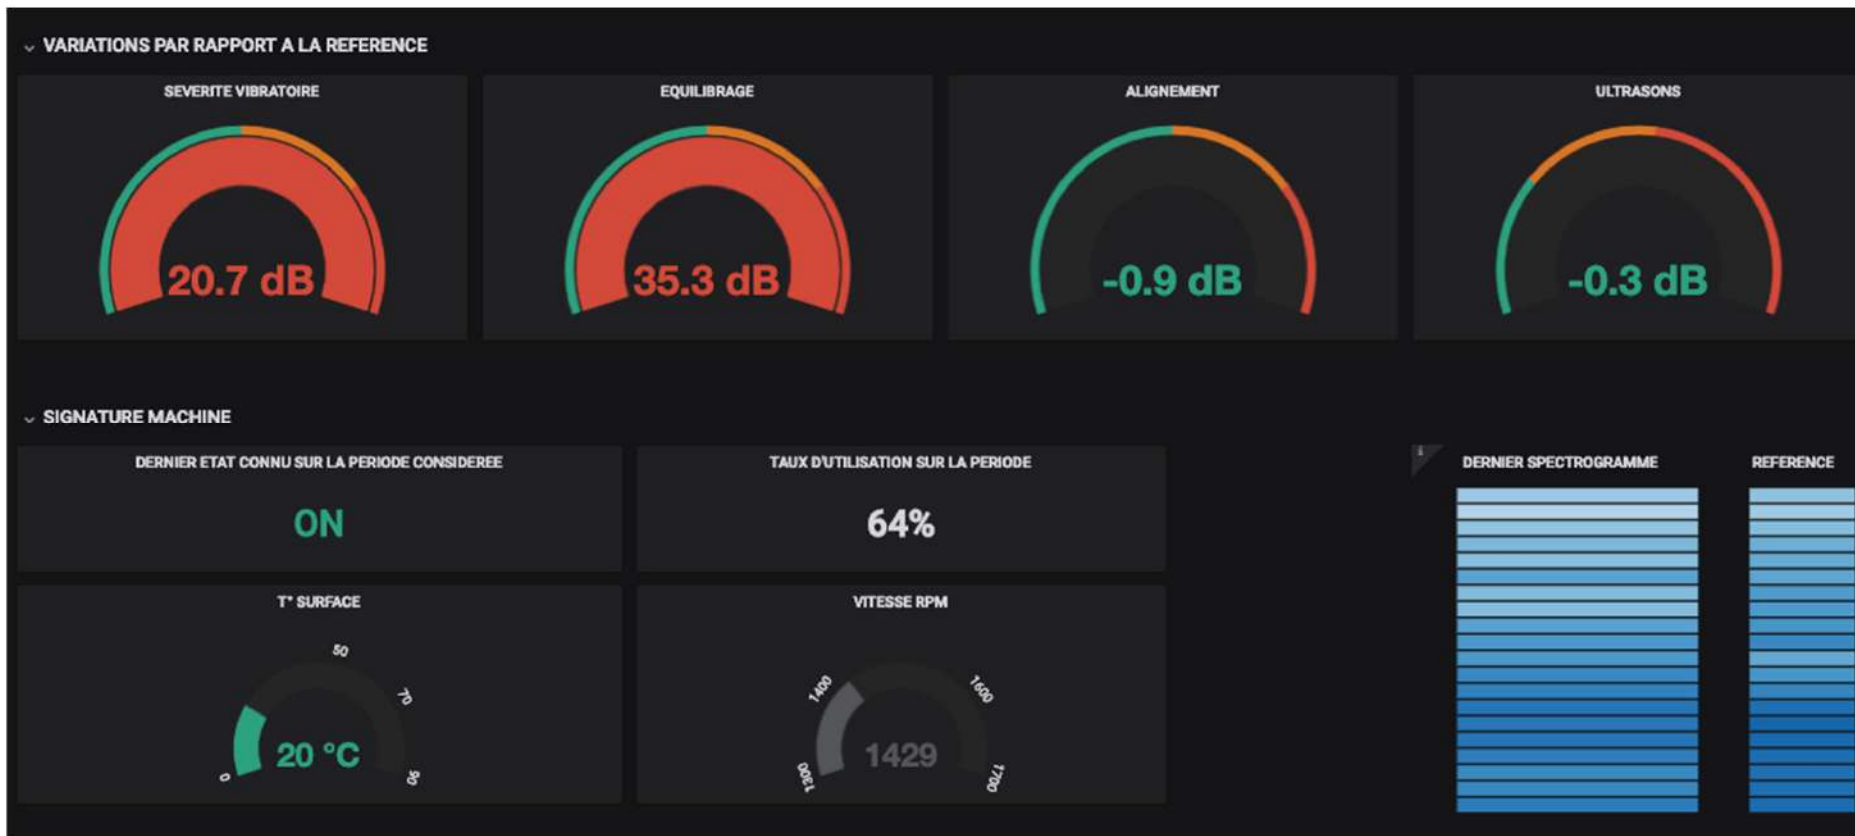 VARIATIONS PAR RAPPORT A LA REFERENCE
SEVERITE VIBRATOIRE
20.7 dB
EQUILIBRAGE
35.3 dB
ALIGNEMENT
-0.9 dB
ULTRASONS
-0.3 dB
SIGNATURE MACHINE
DERNIER ETAT CONNU SUR LA PERIODE CONSIDEREE
ON
TAUX D'UTILISATION SUR LA PERIODE
64%
T° SURFACE
0
50
70
90
20 °C
VITESSE RPM
1300
1400
1600
1700
1429
i
DERNIER SPECTROGRAMME
REFERENCE